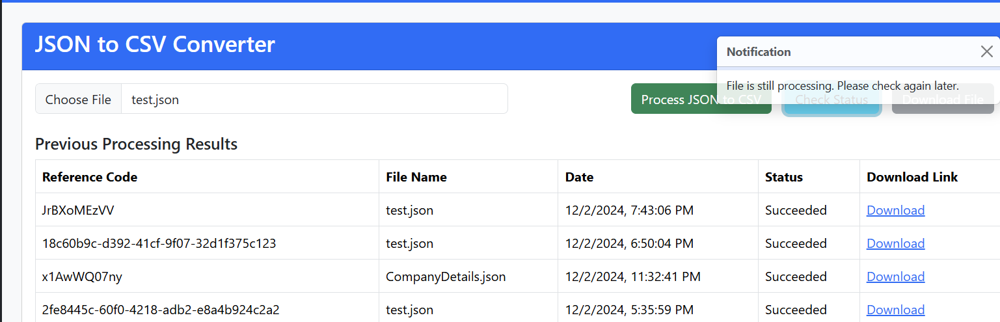 JSON to CSV Converter
Notification
File is still processing. Please check again later.
Choose File test.json
Process JSON to CSV Check Status Download File
Previous Processing Results
Reference Code File Name Date Status Download Link
JrBXoMEzVV test.json 12/2/2024, 7:43:06 PM Succeeded Download
18c60b9c-d392-41cf-9f07-32d1f375c123 test.json 12/2/2024, 6:50:04 PM Succeeded Download
x1AwWQ07ny CompanyDetails.json 12/2/2024, 11:32:41 PM Succeeded Download
2fe8445c-60f0-4218-adb2-e8a4b924c2a2 test.json 12/2/2024, 5:35:59 PM Succeeded Download